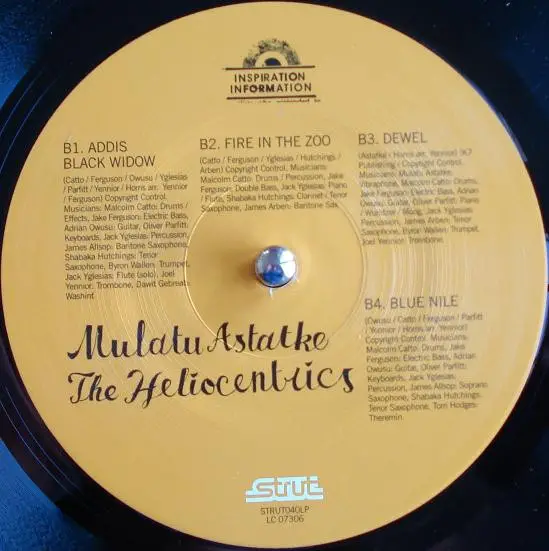 INSPIRATION
INFORMATION
B1. ADDIS
BLACK WIDOW
(Catto / Ferguson / Owusu / Yglesias
/ Parfitt / Yennior / Horns arr. Yennior
/ Ferguson) Copyright Control.
Musicians: Malcolm Catto: Drums /
Effects, Jake Ferguson: Electric Bass,
Adrian Owusu: Guitar, Oliver Parfitt:
Keyboards, Jack Yglesias: Percussion,
James Allsop: Baritone Saxophone,
Shabaka Hutchings: Tenor
Saxophone, Byron Wallen: Trumpet,
Jack Yglesias: Flute (solo), Joel
Yennior: Trombone, Dawit Gebreab:
Washint
B2. FIRE IN THE ZOO
(Catto / Ferguson / Yglesias / Hutchings /
Arben) Copyright Control. Musicians:
Malcolm Catto: Drums / Percussion, Jake
Ferguson: Double Bass, Jack Yglesias: Piano
/ Flute, Shabaka Hutchings: Clarinet / Tenor
Saxophone, James Arben: Baritone Sax
B3. DEWEL
(Astatke / Horns arr. Yennior) !K7
Publishing / Copyright Control.
Musicians: Mulatu Astatke:
Vibraphone, Malcolm Catto: Drums,
Jake Ferguson: Electric Bass, Adrian
Owusu: Guitar, Oliver Parfitt: Piano
/ Wurlitzer / Moog, Jack Yglesias:
Percussion, James Arben: Tenor
Saxophone, Byron Wallen: Trumpet,
Joel Yennior: Trombone.
B4. BLUE NILE
(Owusu / Catto / Ferguson / Parfitt
/ Yennior / Horns arr. Yennior)
Copyright Control. Musicians:
Malcolm Catto: Drums, Jake
Ferguson: Electric Bass, Adrian
Owusu: Guitar, Oliver Parfitt:
Keyboards, Jack Yglesias:
Percussion, James Allsop: Soprano
Saxophone, Shabaka Hutchings:
Tenor Saxophone, Tom Hodges:
Theremin.
Mulatu Astatke
The Heliocentrics
strut
STRUT040LP
LC 07306